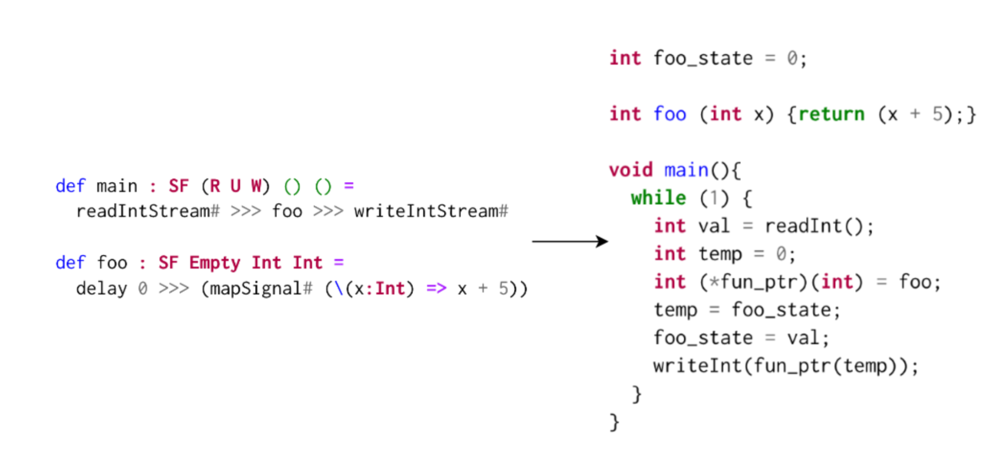 def main : SF (R U W) () () =
  readIntStream# >>> foo >>> writeIntStream#
def foo : SF Empty Int Int =
  delay 0 >>> (mapSignal# (\(x:Int) => x + 5))
int foo_state = 0;
int foo (int x) {return (x + 5);}
void main(){
  while (1) {
    int val = readInt();
    int temp = 0;
    int (*fun_ptr)(int) = foo;
    temp = foo_state;
    foo_state = val;
    writeInt(fun_ptr(temp));
  }
}